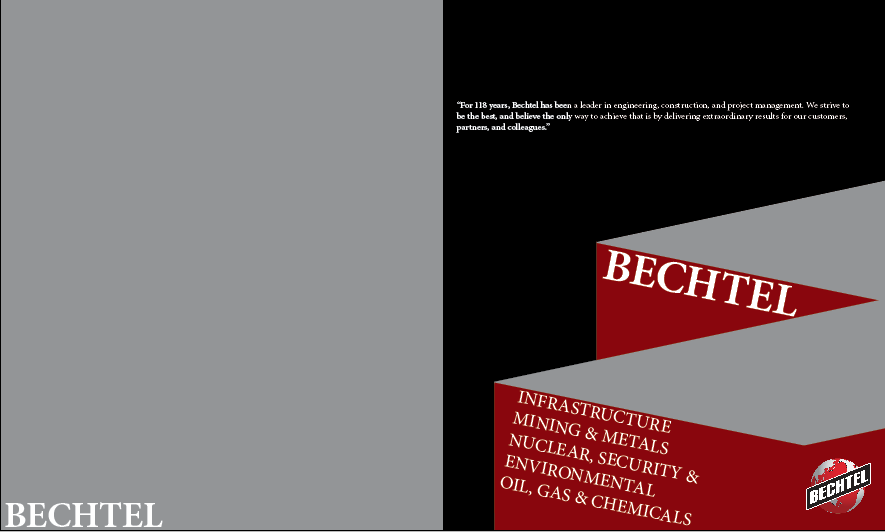 BECHTEL
“For 118 years, Bechtel has been a leader in engineering, construction, and project management. We strive to
be the best, and believe the only way to achieve that is by delivering extraordinary results for our customers,
partners, and colleagues.”
BECHTEL
INFRASTRUCTURE
MINING & METALS
NUCLEAR, SECURITY &
ENVIRONMENTAL
OIL, GAS & CHEMICALS
BECHTEL